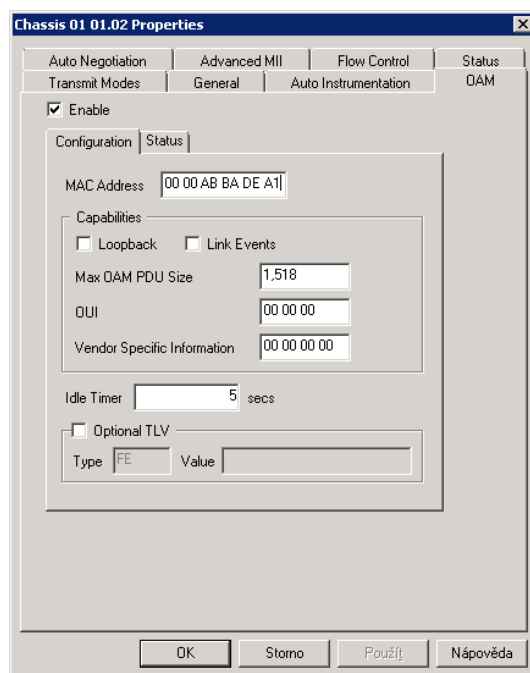 Chassis 01 01.02 Properties
Auto Negotiation Advanced MII Flow Control Status
Transmit Modes General Auto Instrumentation OAM
Enable
Configuration Status
MAC Address 00 00 AB BA DE A1
Capabilities
Loopback Link Events
Max OAM PDU Size 1,518
OUI 00 00 00
Vendor Specific Information 00 00 00 00
Idle Timer 5 secs
Optional TLV
Type FE Value
OK Storno Použít Nápověda